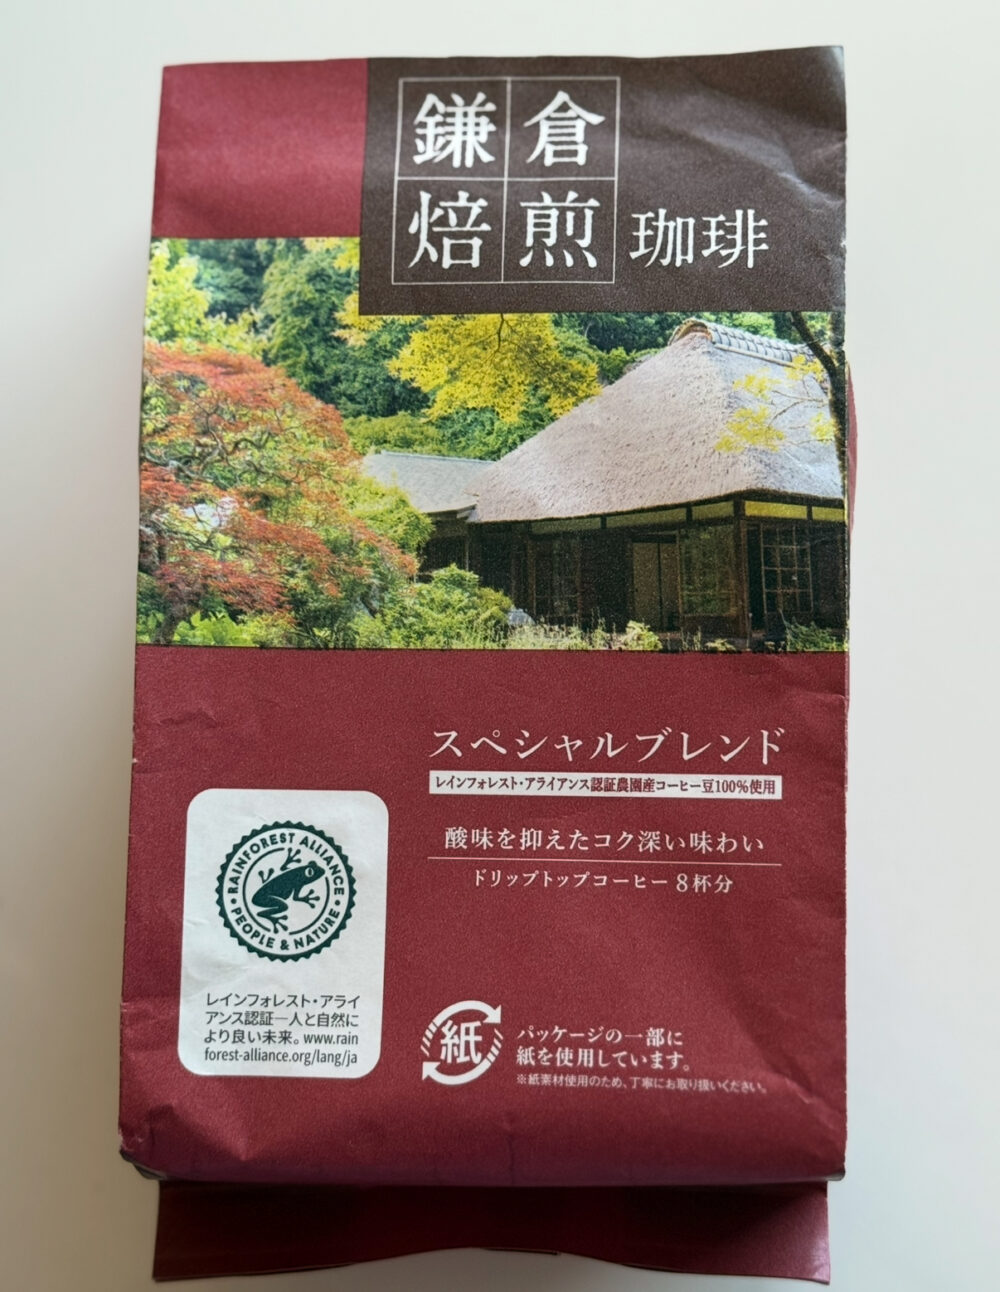 鎌倉
焙煎珈琲
スペシャルブレンド
レインフォレスト・アライアンス認証農園産コーヒー豆100%使用
酸味を抑えたコク深い味わい
ドリップトップコーヒー 8杯分
RAINFOREST ALLIANCE
PEOPLE & NATURE
レインフォレスト・アライ
アンス認証―人と自然に
より良い未来。www.rain
forest-alliance.org/lang/ja
紙
パッケージの一部に
紙を使用しています。
※紙素材使用のため、丁寧にお取り扱いください。